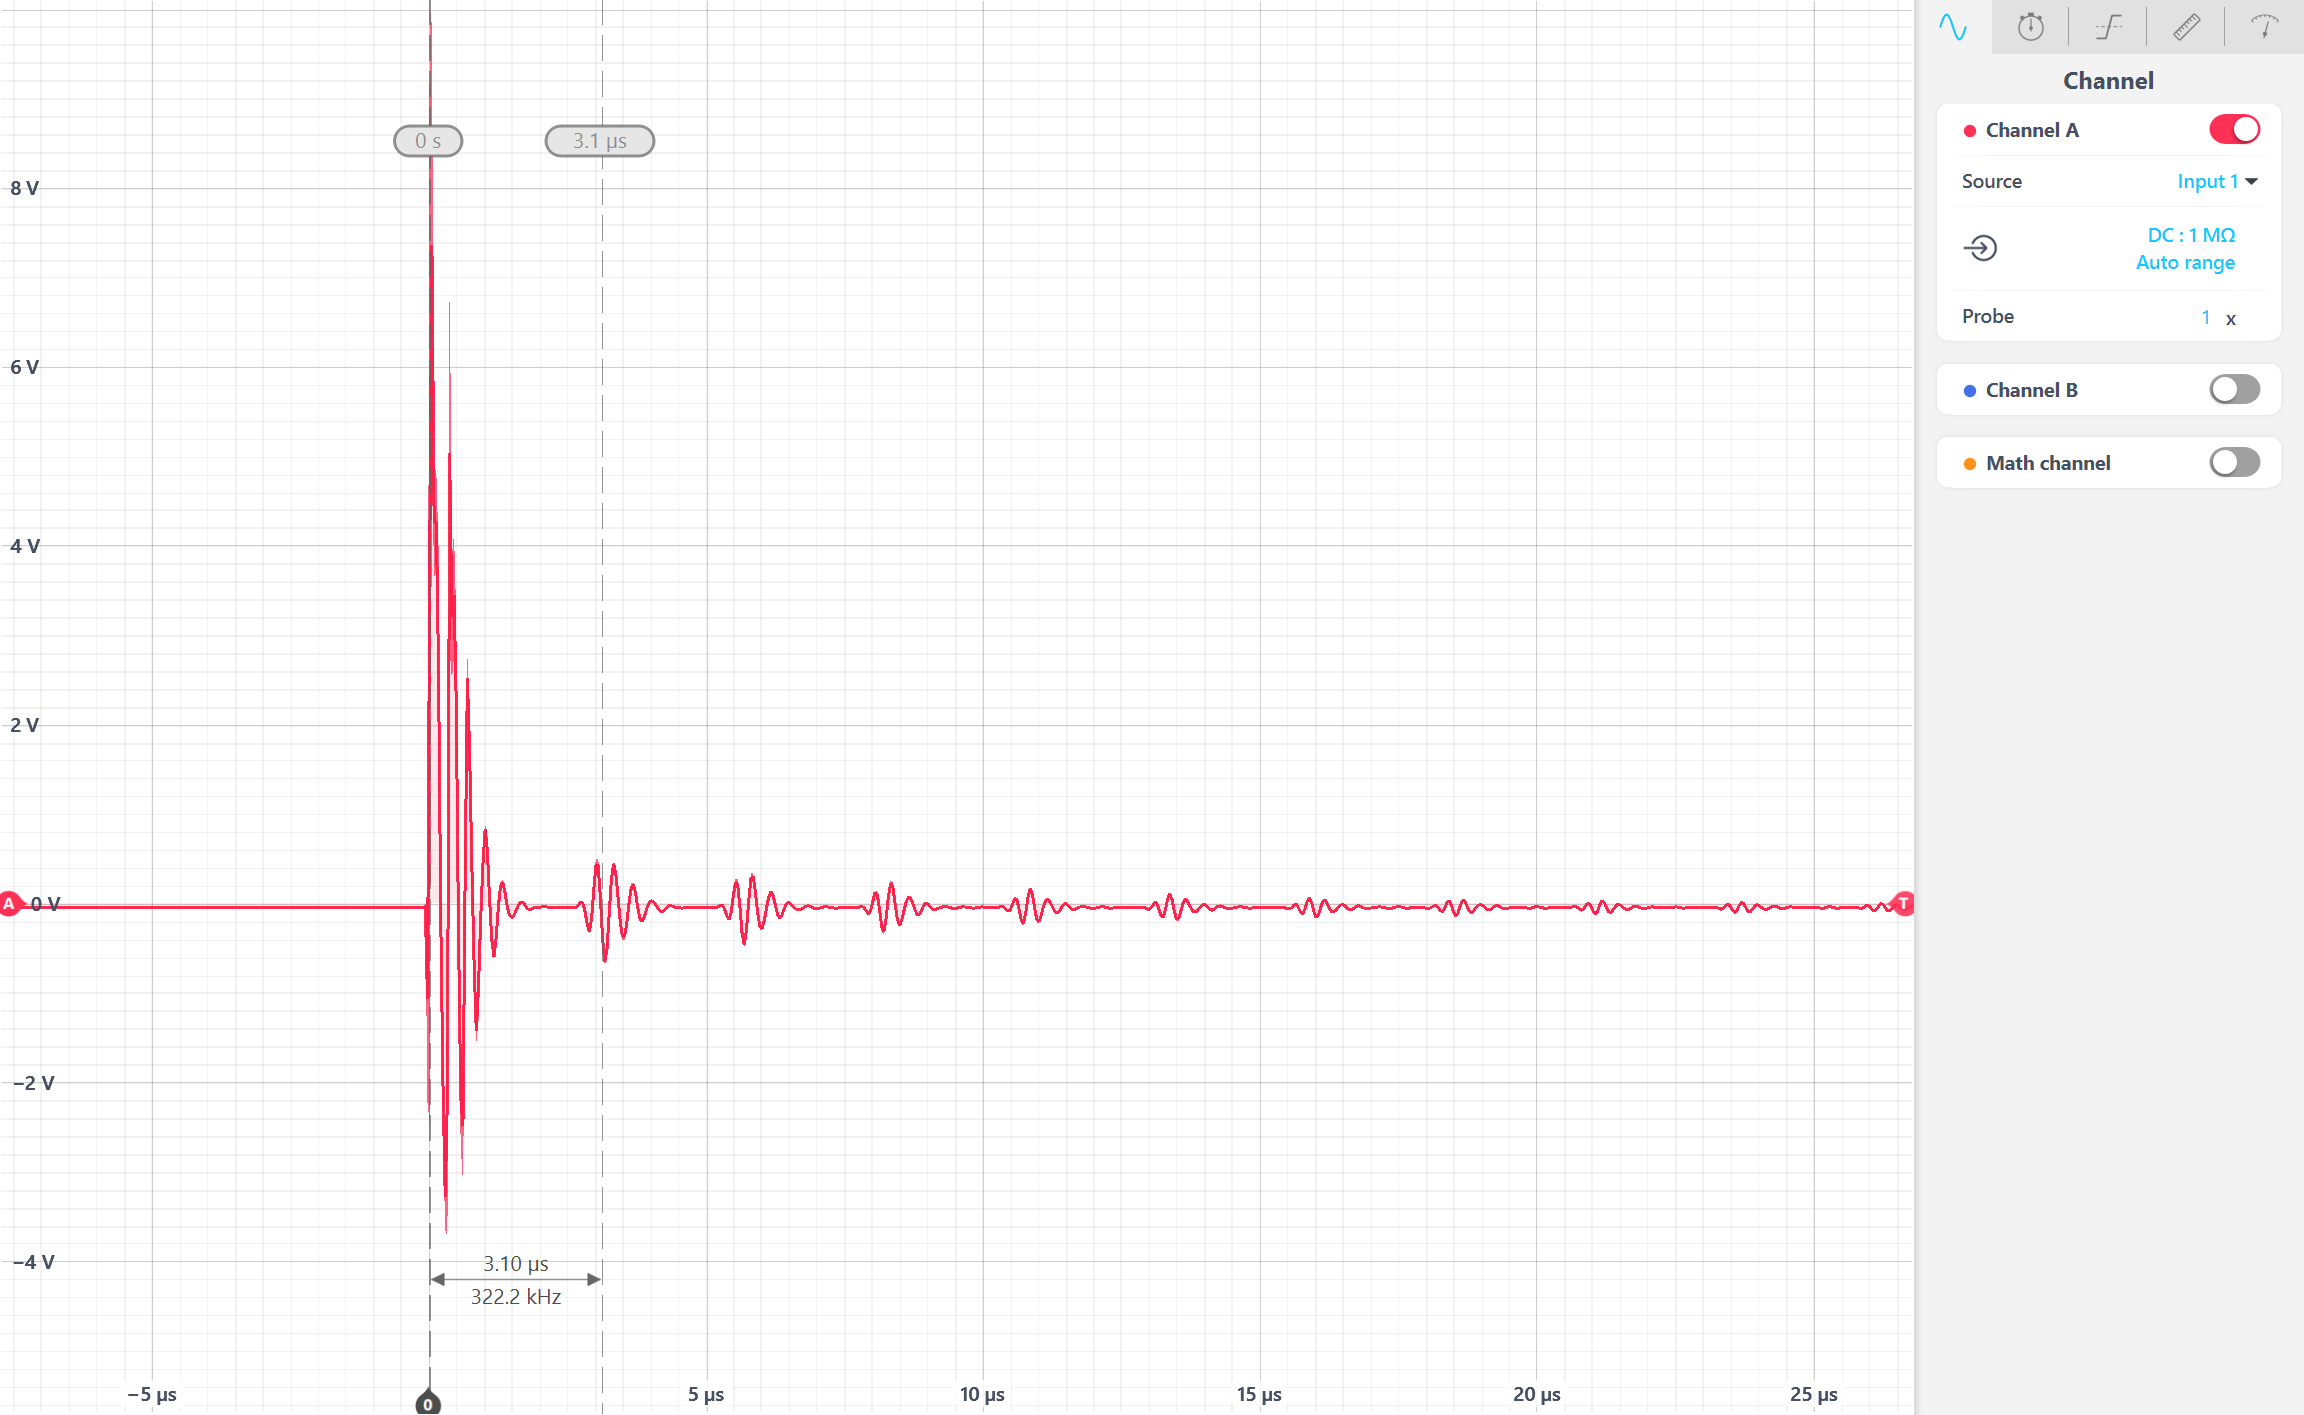 Channel
0 s
3.1 µs
Channel A
8 V
Source
Input 1
DC : 1 MΩ
Auto range
Probe
1 x
6 V
Channel B
Math channel
4 V
2 V
A
0 V
T
−2 V
−4 V
3.10 µs
322.2 kHz
−5 µs
0
5 µs
10 µs
15 µs
20 µs
25 µs